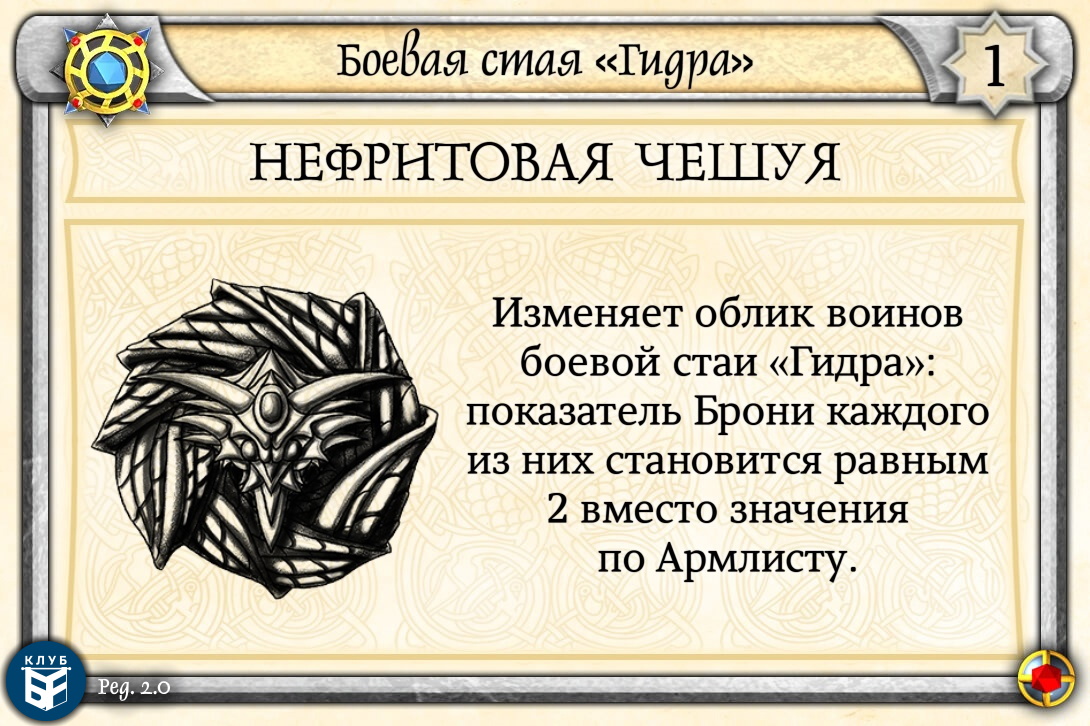 Боевая стая «Гидра»
1
НЕФРИТОВАЯ ЧЕШУЯ
Изменяет облик воинов
боевой стаи «Гидра»:
показатель Брони каждого
из них становится равным
2 вместо значения
по Армлисту.
КЛУБ
БГ
Ред. 2.0